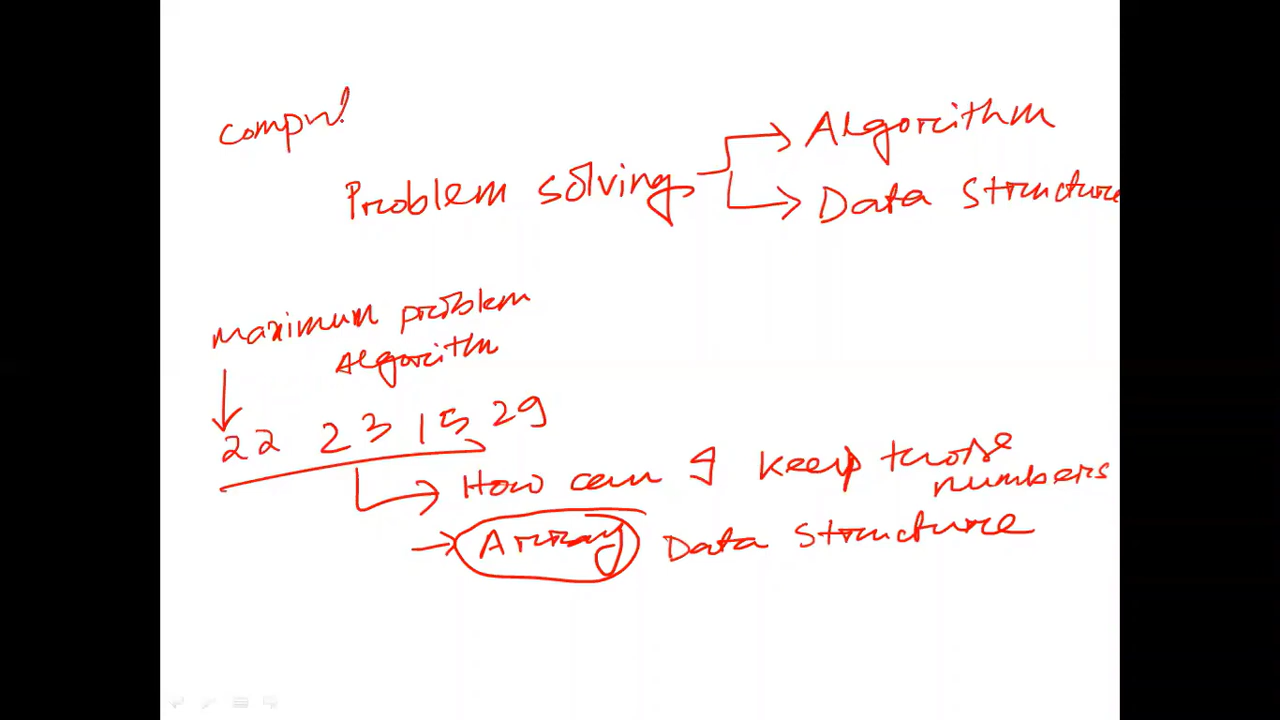 Algorithm
Problem solving
Data Structure
maximum problem
Algorithm
22 23 15 29
How can I keep those
numbers
Array Data Structure